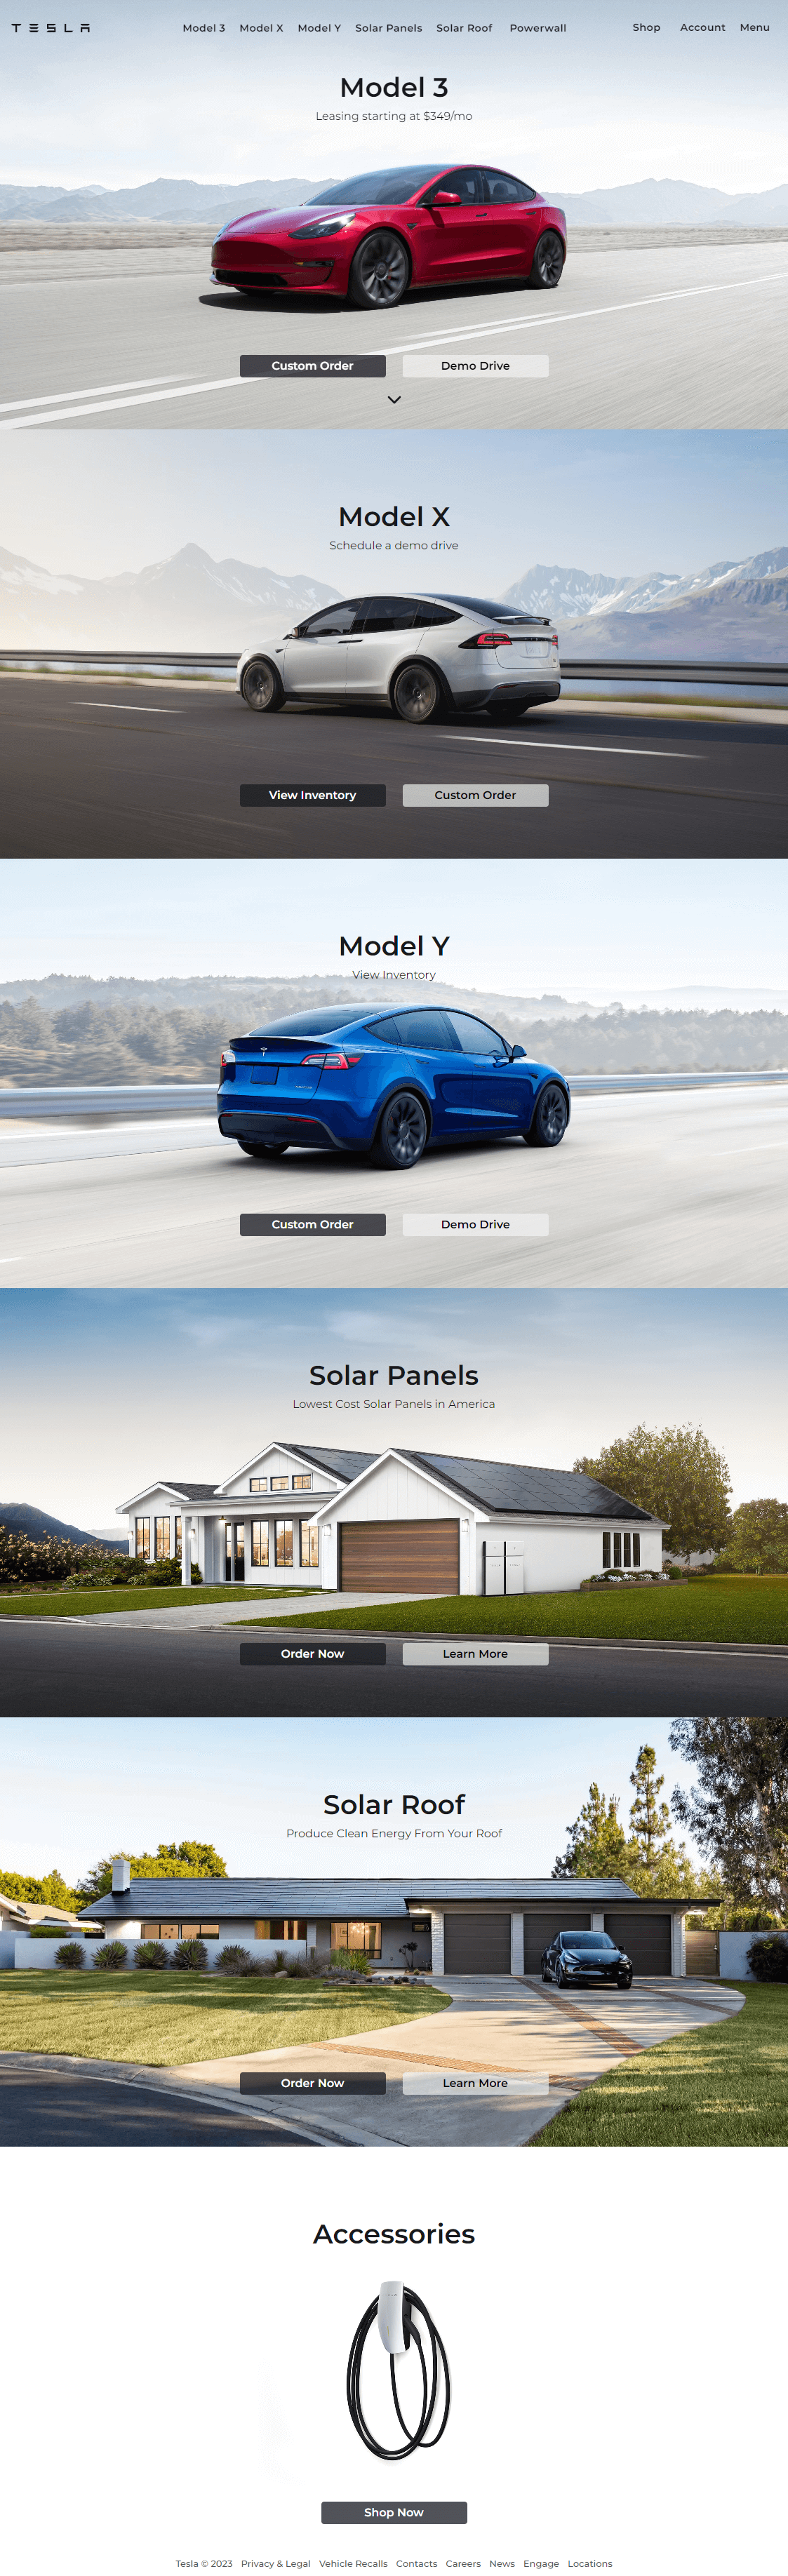 TESLA Model 3 Model X Model Y Solar Panels Solar Roof Powerwall Shop Account Menu
Model 3
Leasing starting at $349/mo
Custom Order Demo Drive
Model X
Schedule a demo drive
View Inventory Custom Order
Model Y
View Inventory
Custom Order Demo Drive
Solar Panels
Lowest Cost Solar Panels in America
Order Now Learn More
Solar Roof
Produce Clean Energy From Your Roof
Order Now Learn More
Accessories
Shop Now
Tesla © 2023 Privacy & Legal Vehicle Recalls Contacts Careers News Engage Locations